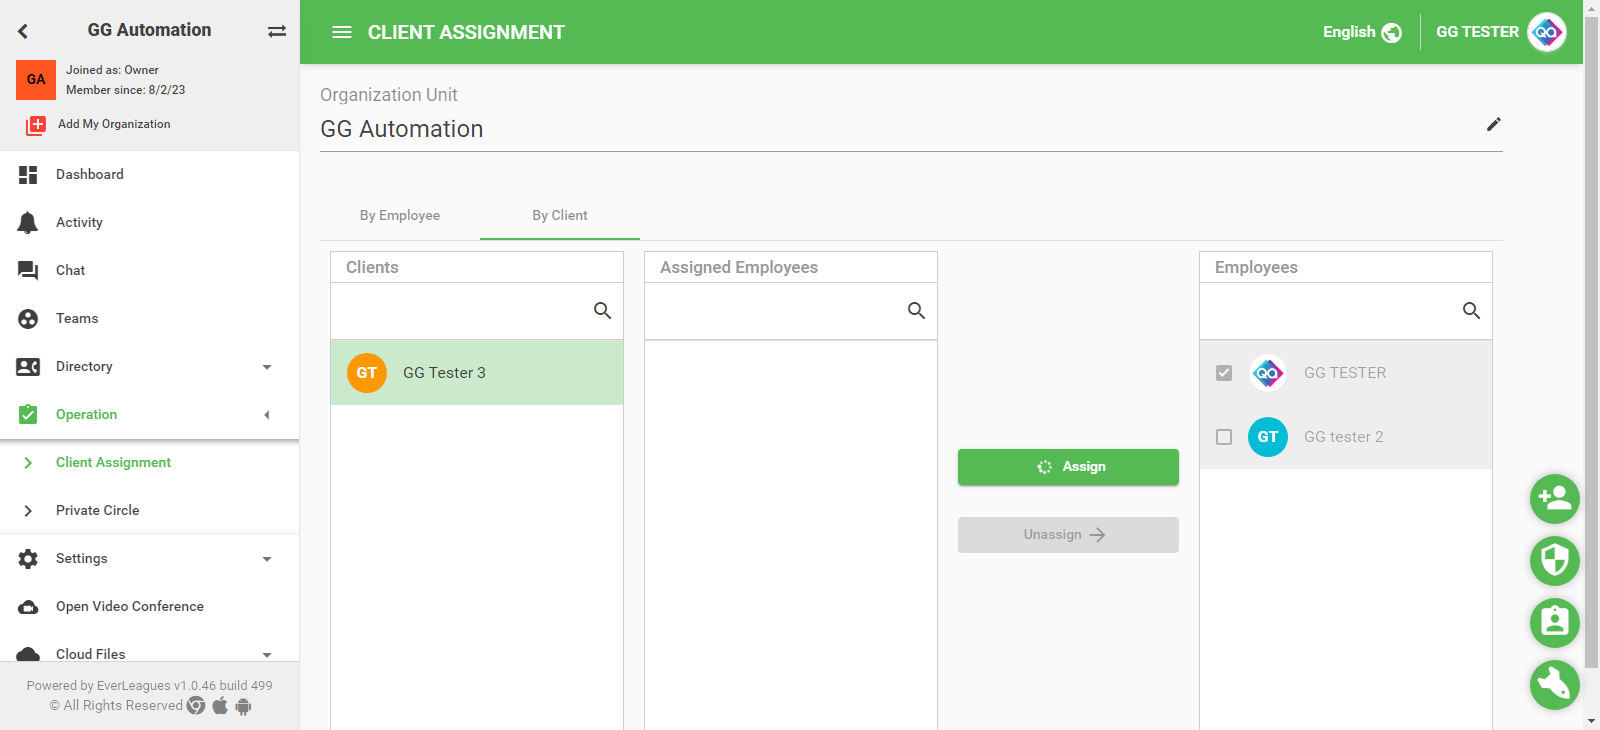 GG Automation
GA
Joined as: Owner
Member since: 8/2/23
Add My Organization
Dashboard
Activity
Chat
Teams
Directory
Operation
Client Assignment
Private Circle
Settings
Open Video Conference
Cloud Files
Powered by EverLeagues v1.0.46 build 499
© All Rights Reserved
CLIENT ASSIGNMENT
English
GG TESTER
QA
Organization Unit
GG Automation
By Employee
By Client
Clients
GT
GG Tester 3
Assigned Employees
Assign
Unassign
Employees
QA
GG TESTER
GT
GG tester 2